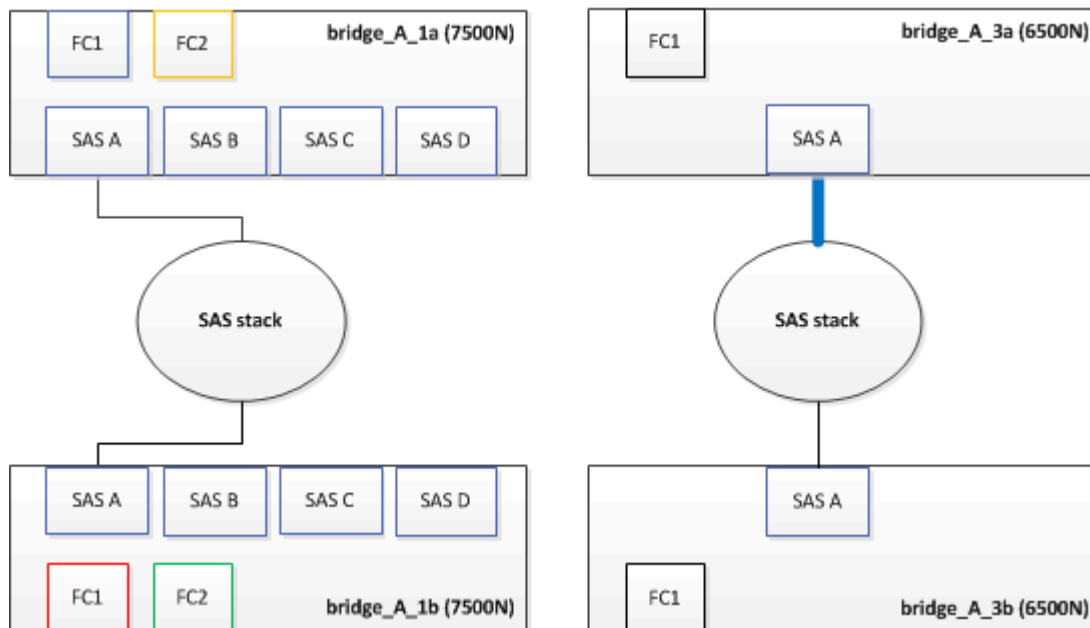 FC1
FC2
bridge_A_1a (7500N)
SAS A
SAS B
SAS C
SAS D
SAS stack
SAS A
SAS B
SAS C
SAS D
FC1
FC2
bridge_A_1b (7500N)
FC1
bridge_A_3a (6500N)
SAS A
SAS stack
SAS A
FC1
bridge_A_3b (6500N)